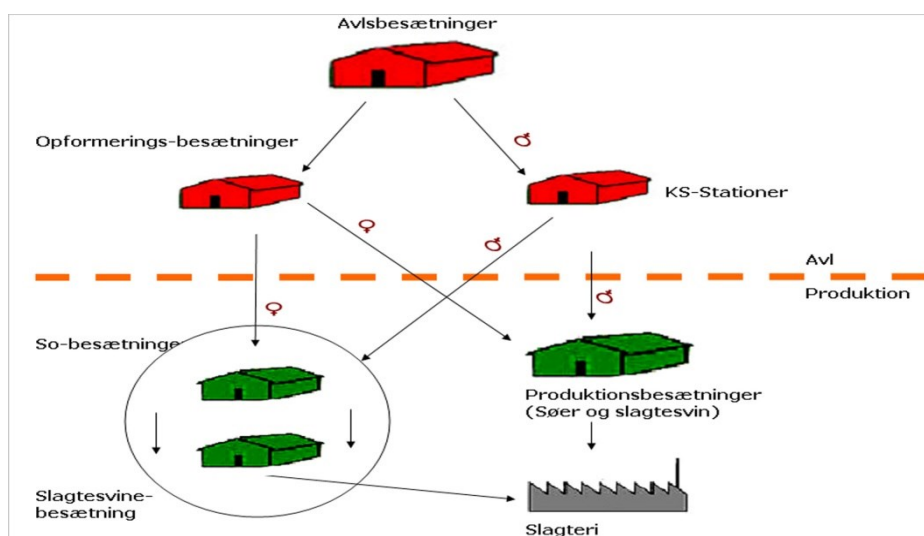 Avlsbesætninger
Opformerings-besætninger
KS-Stationer
Avl
Produktion
So-besætninge
Produktionsbesætninger
(Søer og slagtesvin)
Slagtesvine-
besætning
Slagteri